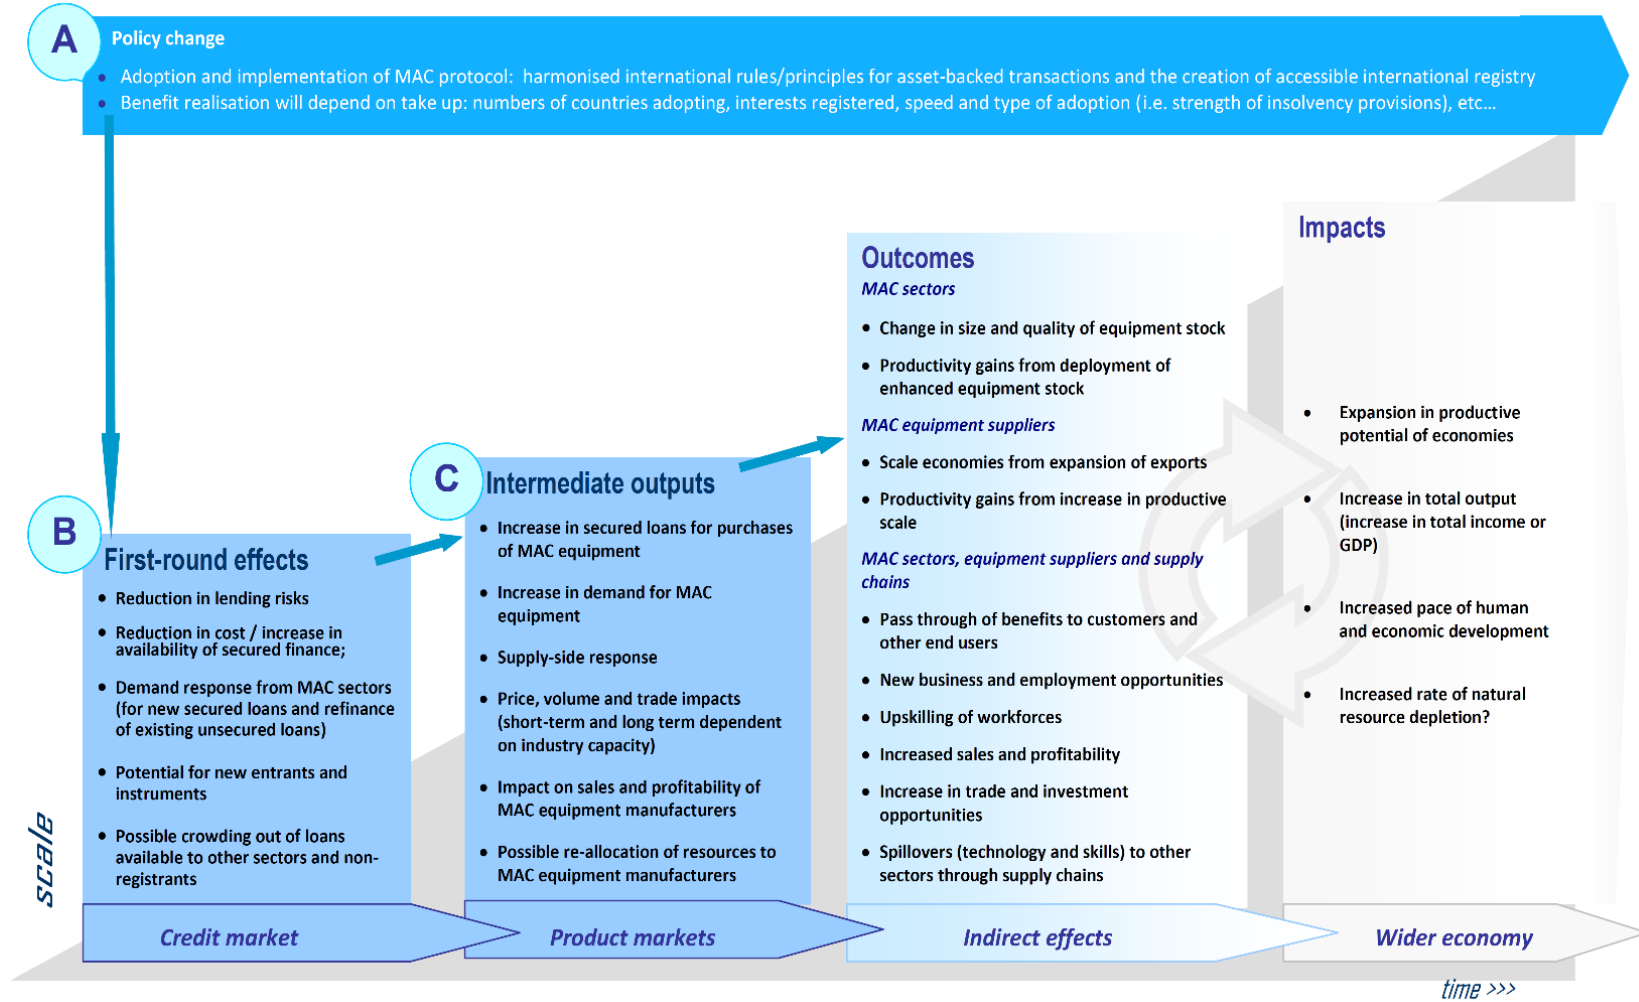 A
Policy change
• Adoption and implementation of MAC protocol: harmonised international rules/principles for asset-backed transactions and the creation of accessible international registry
• Benefit realisation will depend on take up: numbers of countries adopting, interests registered, speed and type of adoption (i.e. strength of insolvency provisions), etc...
B
First-round effects
• Reduction in lending risks
• Reduction in cost / increase in
availability of secured finance;
• Demand response from MAC sectors
(for new secured loans and refinance
of existing unsecured loans)
• Potential for new entrants and
instruments
• Possible crowding out of loans
available to other sectors and non-
registrants
Credit market
C
Intermediate outputs
• Increase in secured loans for purchases
of MAC equipment
• Increase in demand for MAC
equipment
• Supply-side response
• Price, volume and trade impacts
(short-term and long term dependent
on industry capacity)
• Impact on sales and profitability of
MAC equipment manufacturers
• Possible re-allocation of resources to
MAC equipment manufacturers
Product markets
Outcomes
MAC sectors
• Change in size and quality of equipment stock
• Productivity gains from deployment of
enhanced equipment stock
MAC equipment suppliers
• Scale economies from expansion of exports
• Productivity gains from increase in productive
scale
MAC sectors, equipment suppliers and supply
chains
• Pass through of benefits to customers and
other end users
• New business and employment opportunities
• Upskilling of workforces
• Increased sales and profitability
• Increase in trade and investment
opportunities
• Spillovers (technology and skills) to other
sectors through supply chains
Indirect effects
Impacts
• Expansion in productive
potential of economies
• Increase in total output
(increase in total income or
GDP)
• Increased pace of human
and economic development
• Increased rate of natural
resource depletion?
Wider economy
scale
time >>>